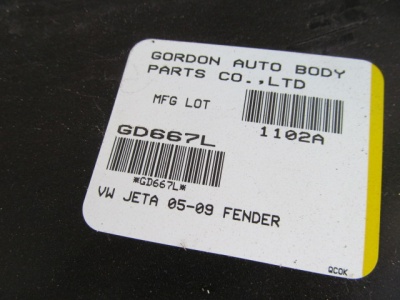 GORDON AUTO BODY
PARTS CO.,LTD
MFG LOT
1102A
GD667L
*GD667L*
VW JETA 05-09 FENDER
QCOK